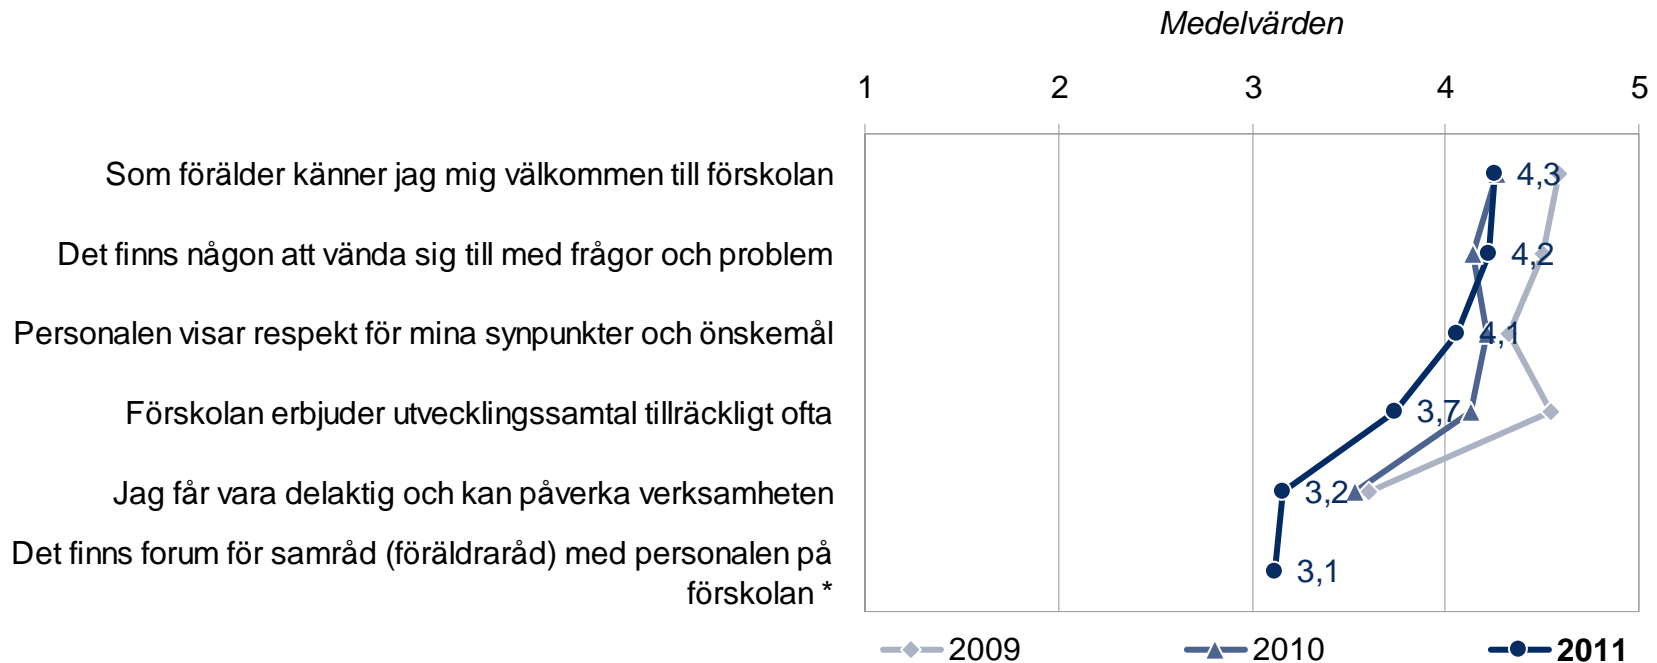 Medelvärden
1 2 3 4 5
Som förälder känner jag mig välkommen till förskolan 4,3
Det finns någon att vända sig till med frågor och problem 4,2
Personalen visar respekt för mina synpunkter och önskemål 4,1
Förskolan erbjuder utvecklingssamtal tillräckligt ofta 3,7
Jag får vara delaktig och kan påverka verksamheten 3,2
Det finns forum för samråd (föräldraråd) med personalen på
förskolan * 3,1
2009 2010 2011